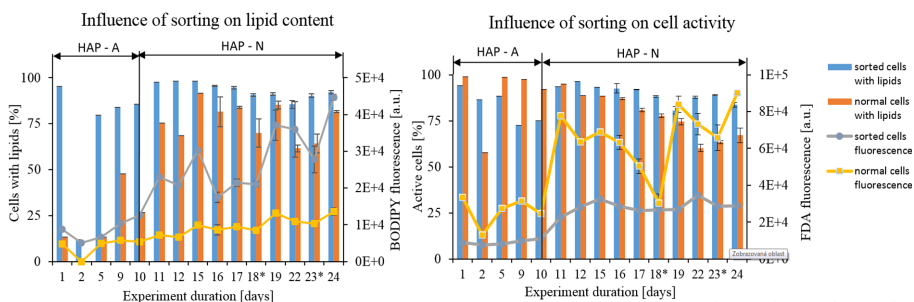 Influence of sorting on lipid content
HAP - A
HAP - N
Cells with lipids [%]
100
75
50
25
0
5E+4
4E+4
3E+4
2E+4
1E+4
0E+0
BODIPY fluorescence [a.u.]
1 2 5 9 10 11 12 15 16 17 18* 19 22 23* 24
Experiment duration [days]
Influence of sorting on cell activity
HAP - A
HAP - N
Active cells [%]
100
75
50
25
0
1E+5
8E+4
6E+4
4E+4
2E+4
0E+0
FDA fluorescence [a.u.]
Zobrazovaná oblast
1 2 5 9 10 11 12 15 16 17 18* 19 22 23* 24
Experiment duration [days]
sorted cells
with lipids
normal cells
with lipids
sorted cells
fluorescence
normal cells
fluorescence